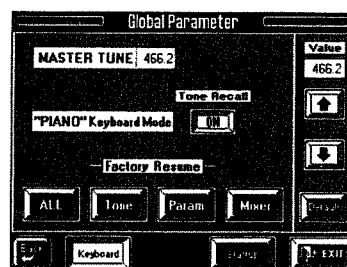 Global Parameter
Value
MASTER TUNE 466.2
466.2
Tone Recall
"PIANO" Keyboard Mode ON
Factory Resume
ALL Tone Param Mixer
Keyboard EXIT